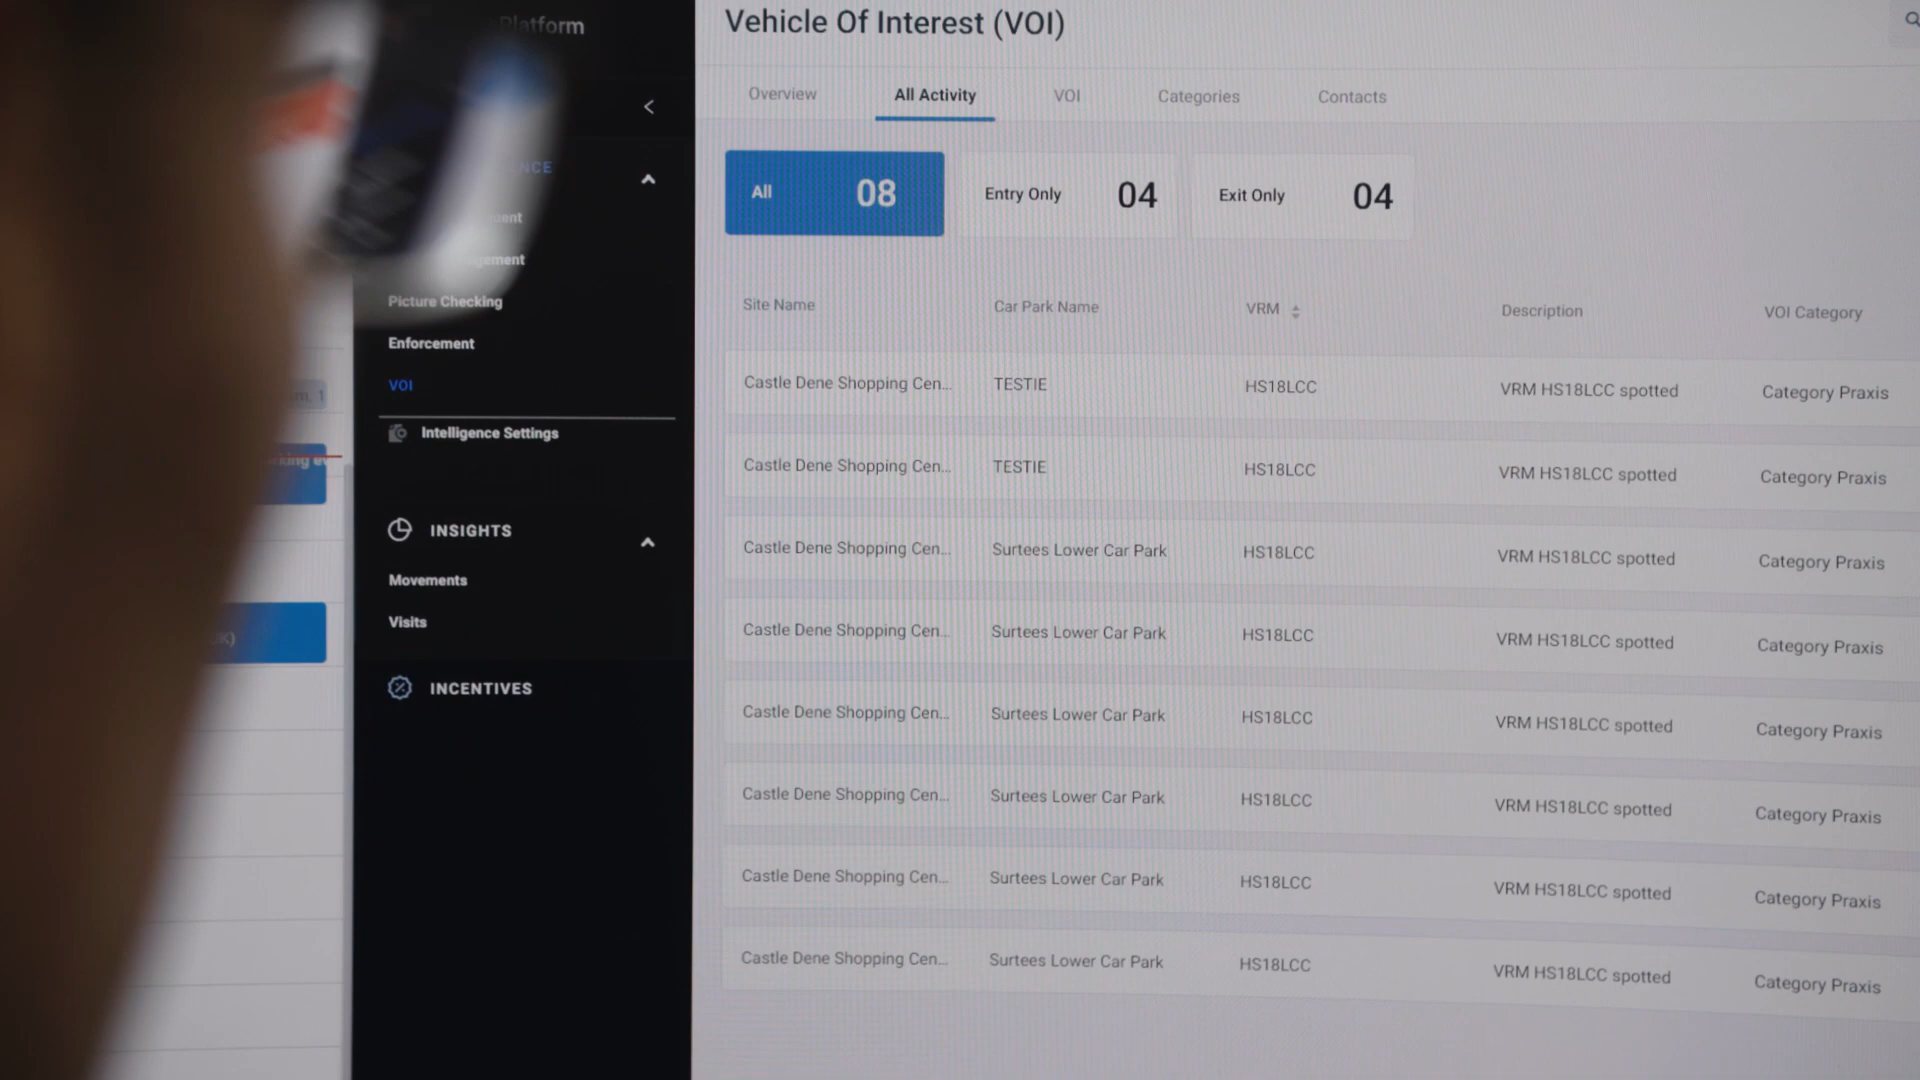 Platform
Vehicle Of Interest (VOI)
Overview
All Activity
VOI
Categories
Contacts
All 08
Entry Only 04
Exit Only 04
Picture Checking
Enforcement
VOI
Intelligence Settings
INSIGHTS
Movements
Visits
INCENTIVES
Site Name Car Park Name VRM Description VOI Category
Castle Dene Shopping Cen... TESTIE HS18LCC VRM HS18LCC spotted Category Praxis
Castle Dene Shopping Cen... TESTIE HS18LCC VRM HS18LCC spotted Category Praxis
Castle Dene Shopping Cen... Surtees Lower Car Park HS18LCC VRM HS18LCC spotted Category Praxis
Castle Dene Shopping Cen... Surtees Lower Car Park HS18LCC VRM HS18LCC spotted Category Praxis
Castle Dene Shopping Cen... Surtees Lower Car Park HS18LCC VRM HS18LCC spotted Category Praxis
Castle Dene Shopping Cen... Surtees Lower Car Park HS18LCC VRM HS18LCC spotted Category Praxis
Castle Dene Shopping Cen... Surtees Lower Car Park HS18LCC VRM HS18LCC spotted Category Praxis
Castle Dene Shopping Cen... Surtees Lower Car Park HS18LCC VRM HS18LCC spotted Category Praxis